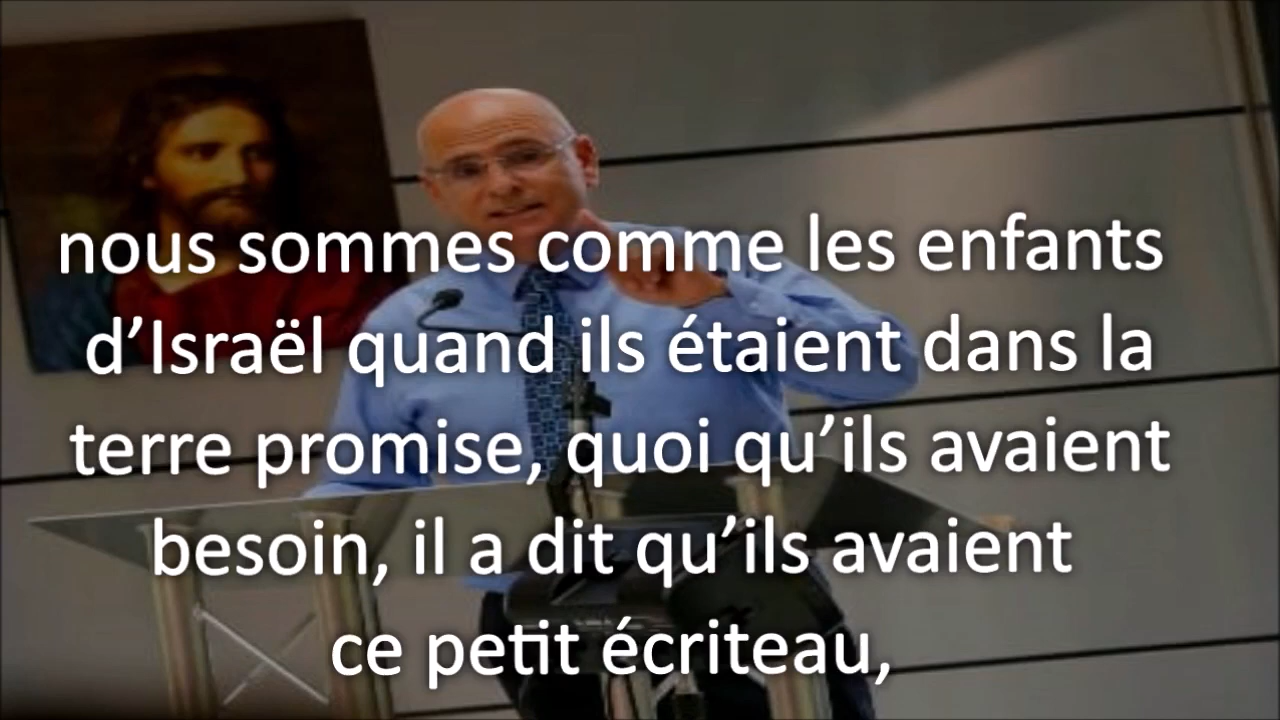 nous sommes comme les enfants
d’Israël quand ils étaient dans la
terre promise, quoi qu’ils avaient
besoin, il a dit qu’ils avaient
ce petit écriteau,